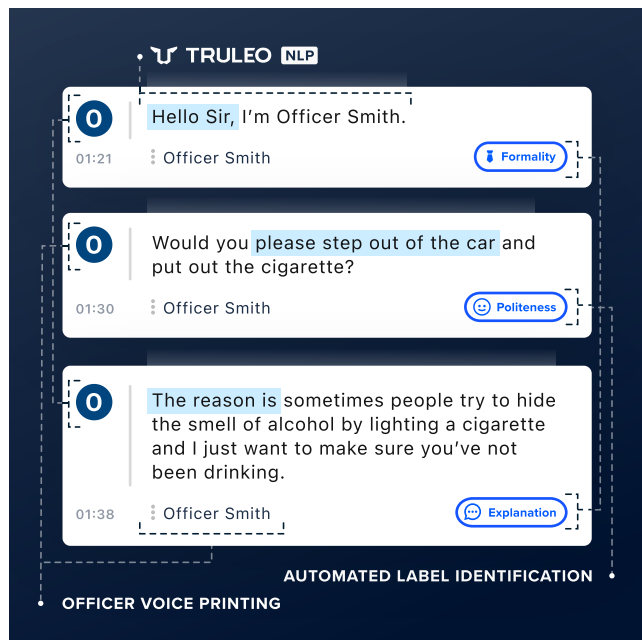 TRULEO NLP
O
Hello Sir, I'm Officer Smith.
01:21
Officer Smith
Formality
O
Would you please step out of the car and
put out the cigarette?
01:30
Officer Smith
Politeness
O
The reason is sometimes people try to hide
the smell of alcohol by lighting a cigarette
and I just want to make sure you've not
been drinking.
01:38
Officer Smith
Explanation
AUTOMATED LABEL IDENTIFICATION
OFFICER VOICE PRINTING